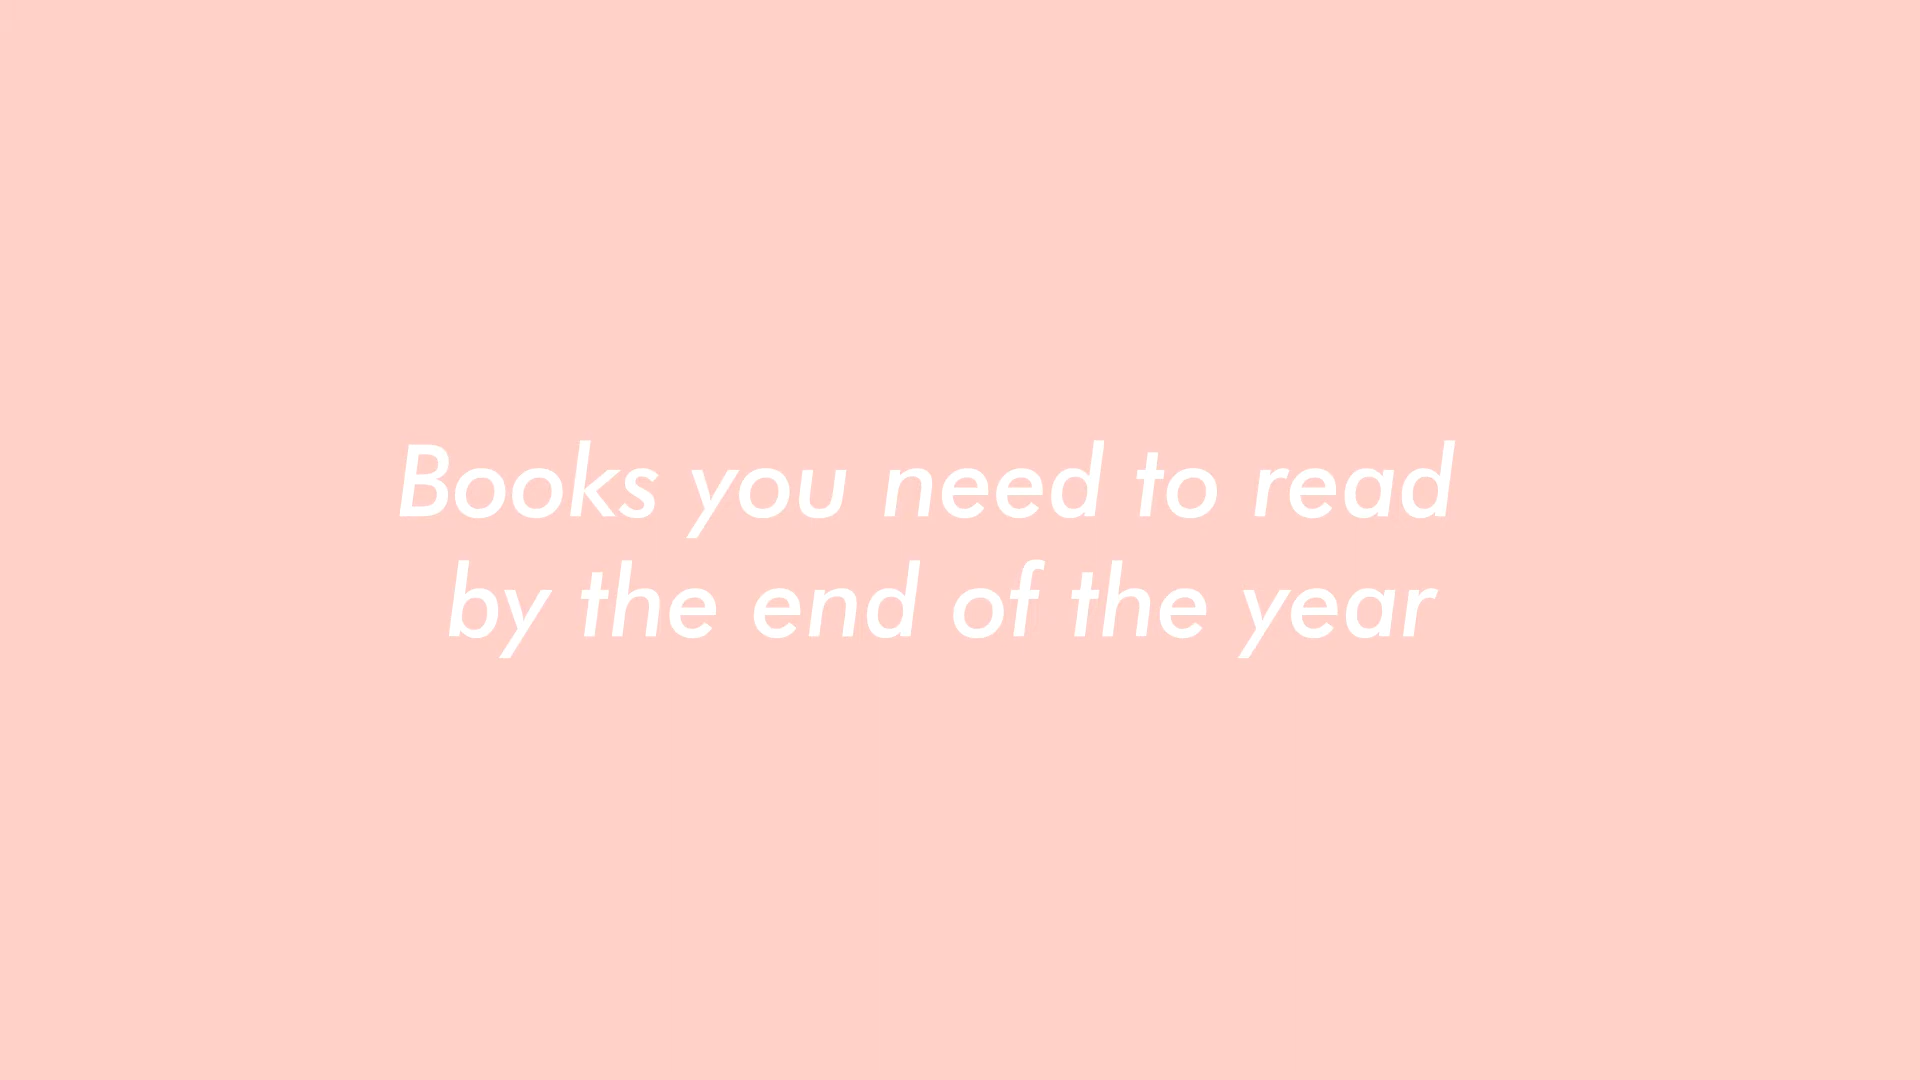 Books you need to read
by the end of the year